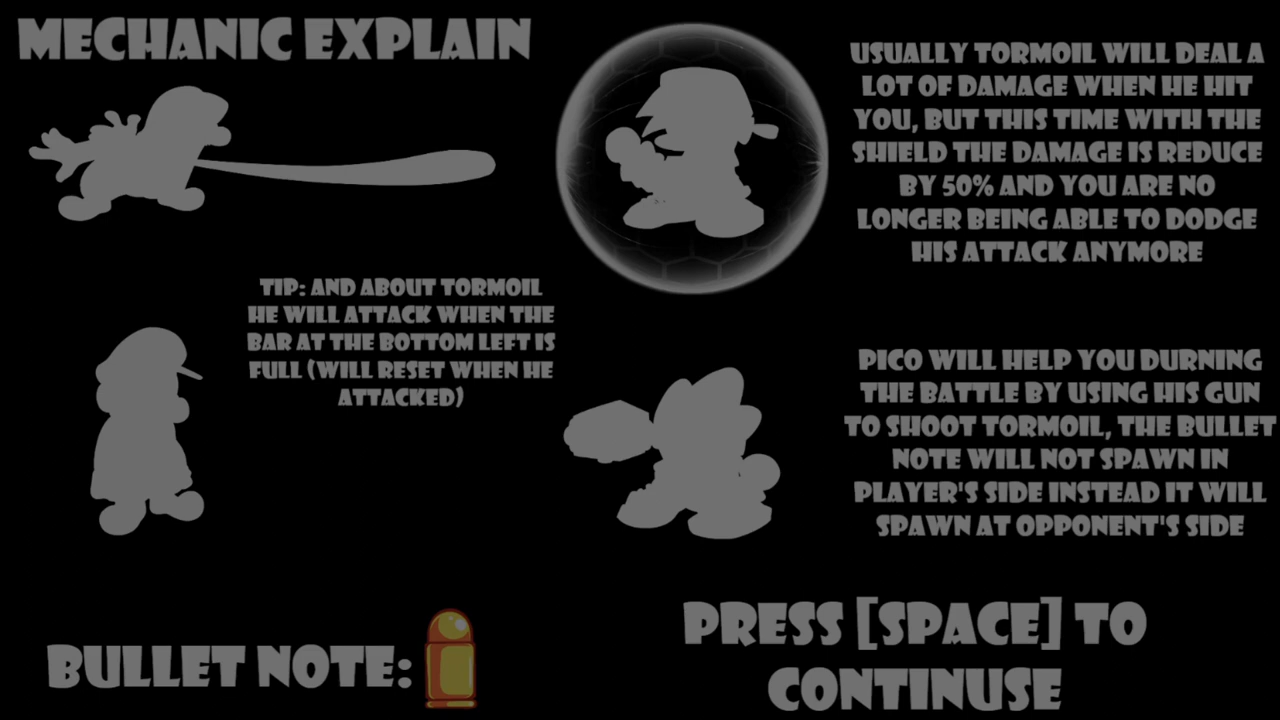 MECHANIC EXPLAIN
USUALLY TORMOIL WILL DEAL A
LOT OF DAMAGE WHEN HE HIT
YOU, BUT THIS TIME WITH THE
SHIELD THE DAMAGE IS REDUCE
BY 50% AND YOU ARE NO
LONGER BEING ABLE TO DODGE
HIS ATTACK ANYMORE
TIP: AND ABOUT TORMOIL
HE WILL ATTACK WHEN THE
BAR AT THE BOTTOM LEFT IS
FULL (WILL RESET WHEN HE
ATTACKED)
PICO WILL HELP YOU DURNING
THE BATTLE BY USING HIS GUN
TO SHOOT TORMOIL, THE BULLET
NOTE WILL NOT SPAWN IN
PLAYER'S SIDE INSTEAD IT WILL
SPAWN AT OPPONENT'S SIDE
BULLET NOTE:
PRESS [SPACE] TO
CONTINUSE